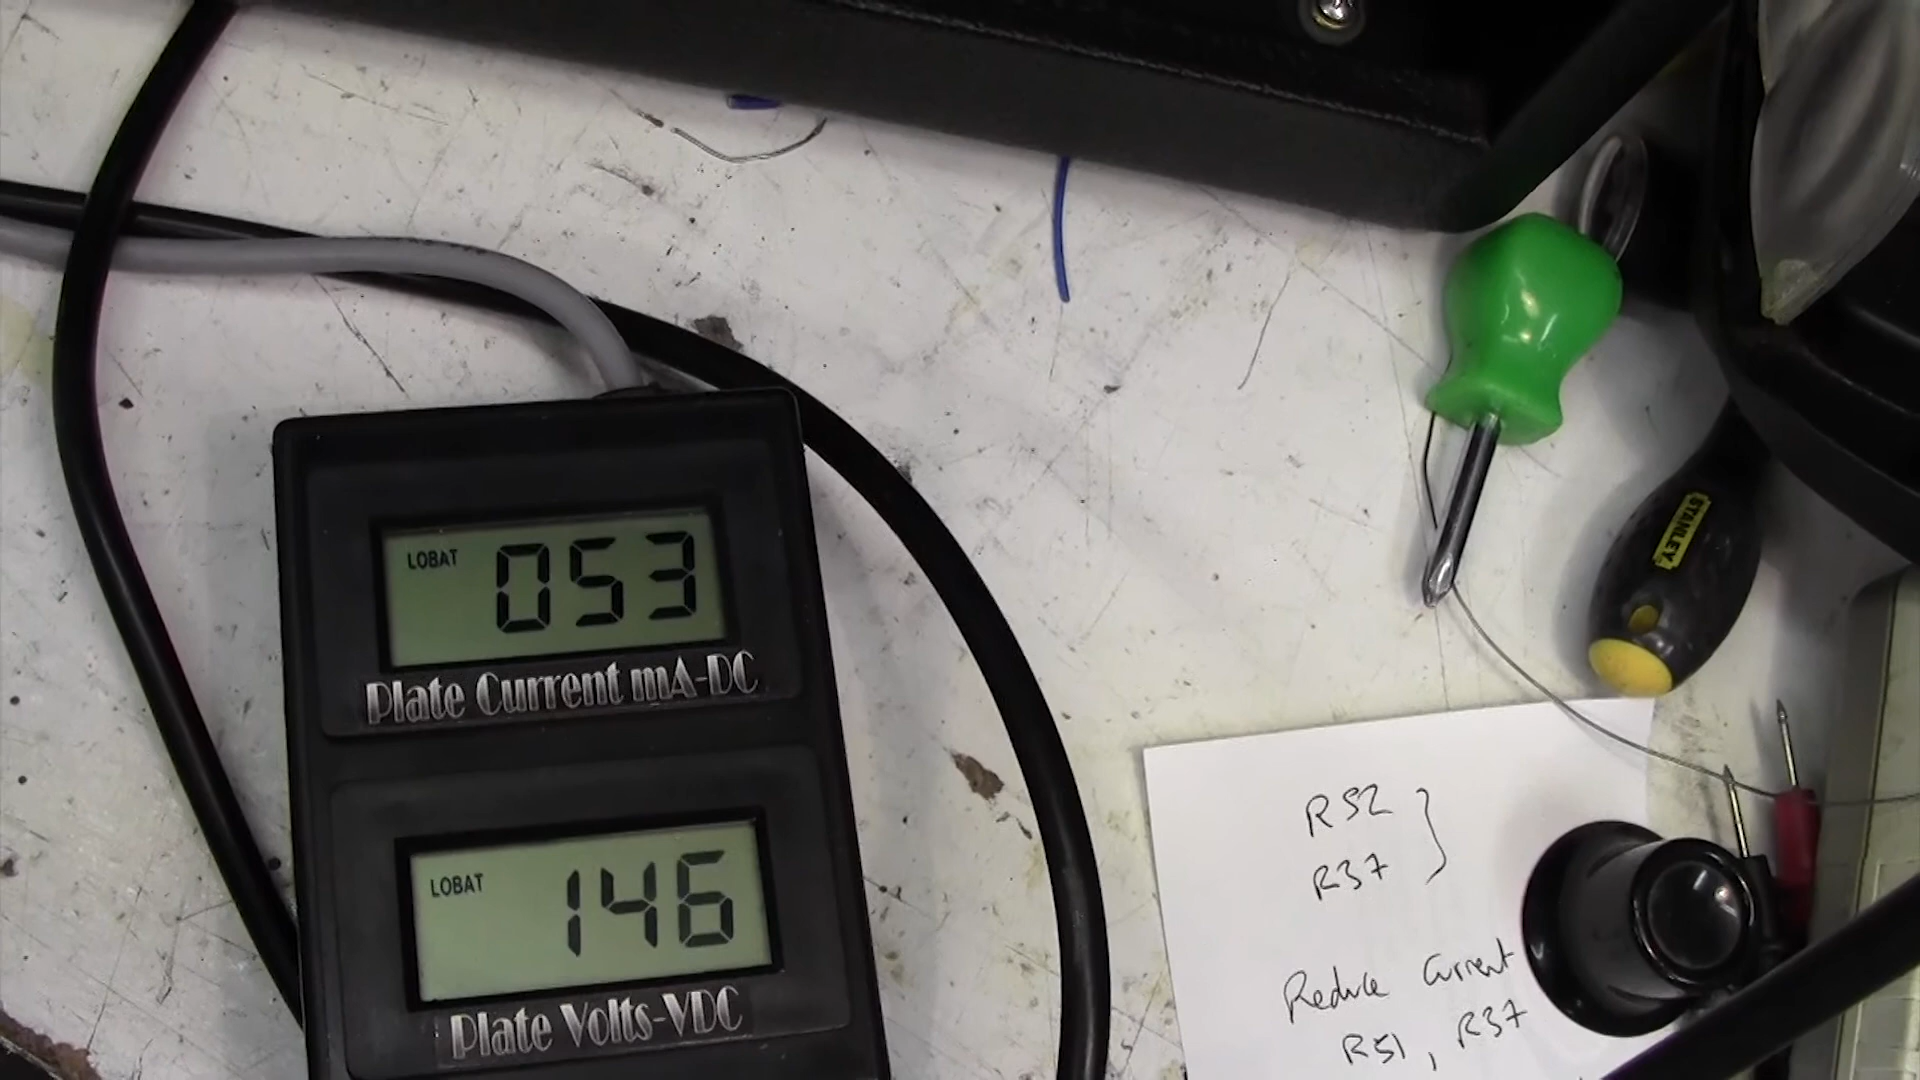 LOBAT 053
Plate Current mA-DC
LOBAT 146
Plate Volts-VDC
STANLEY
R52
R37
Reduce Current
R51, R37